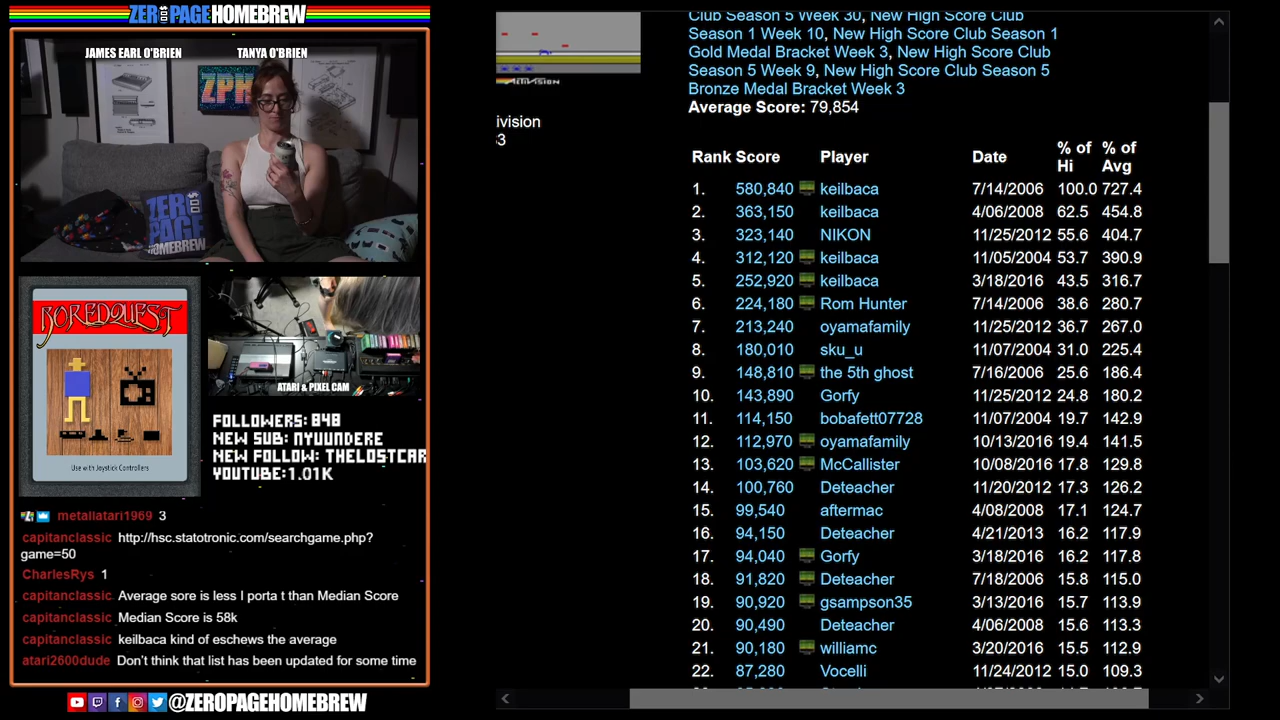 ZERO PAGE HOMEBREW
JAMES EARL O'BRIEN
TANYA O'BRIEN
ZPH
ZERO
PAGE
HOMEBREW
BOREDQUEST
Use with Joystick Controllers
ATARI & PIXEL CAM
FOLLOWERS: 848
NEW SUB: NYUUNDERE
NEW FOLLOW: THELOSTCAR
YOUTUBE:1.01K
metallatari1969 3
capitanclassic http://hsc.statotronic.com/searchgame.php?
game=50
CharlesRys 1
capitanclassic Average sore is less I porta t than Median Score
capitanclassic Median Score is 58k
capitanclassic keilbaca kind of eschews the average
atari2600dude Don't think that list has been updated for some time
@ZEROPAGEHOMEBREW
ACTIVISION
ivision
3
Club Season 5 Week 30, New High Score Club
Season 1 Week 10, New High Score Club Season 1
Gold Medal Bracket Week 3, New High Score Club
Season 5 Week 9, New High Score Club Season 5
Bronze Medal Bracket Week 3
Average Score: 79,854
Rank Score Player Date % of Hi % of Avg
1. 580,840 keilbaca 7/14/2006 100.0 727.4
2. 363,150 keilbaca 4/06/2008 62.5 454.8
3. 323,140 NIKON 11/25/2012 55.6 404.7
4. 312,120 keilbaca 11/05/2004 53.7 390.9
5. 252,920 keilbaca 3/18/2016 43.5 316.7
6. 224,180 Rom Hunter 7/14/2006 38.6 280.7
7. 213,240 oyamafamily 11/25/2012 36.7 267.0
8. 180,010 sku_u 11/07/2004 31.0 225.4
9. 148,810 the 5th ghost 7/16/2006 25.6 186.4
10. 143,890 Gorfy 11/25/2012 24.8 180.2
11. 114,150 bobafett07728 11/07/2004 19.7 142.9
12. 112,970 oyamafamily 10/13/2016 19.4 141.5
13. 103,620 McCallister 10/08/2016 17.8 129.8
14. 100,760 Deteacher 11/20/2012 17.3 126.2
15. 99,540 aftermac 4/08/2008 17.1 124.7
16. 94,150 Deteacher 4/21/2013 16.2 117.9
17. 94,040 Gorfy 3/18/2016 16.2 117.8
18. 91,820 Deteacher 7/18/2006 15.8 115.0
19. 90,920 gsampson35 3/13/2016 15.7 113.9
20. 90,490 Deteacher 4/06/2008 15.6 113.3
21. 90,180 williamc 3/20/2016 15.5 112.9
22. 87,280 Vocelli 11/24/2012 15.0 109.3